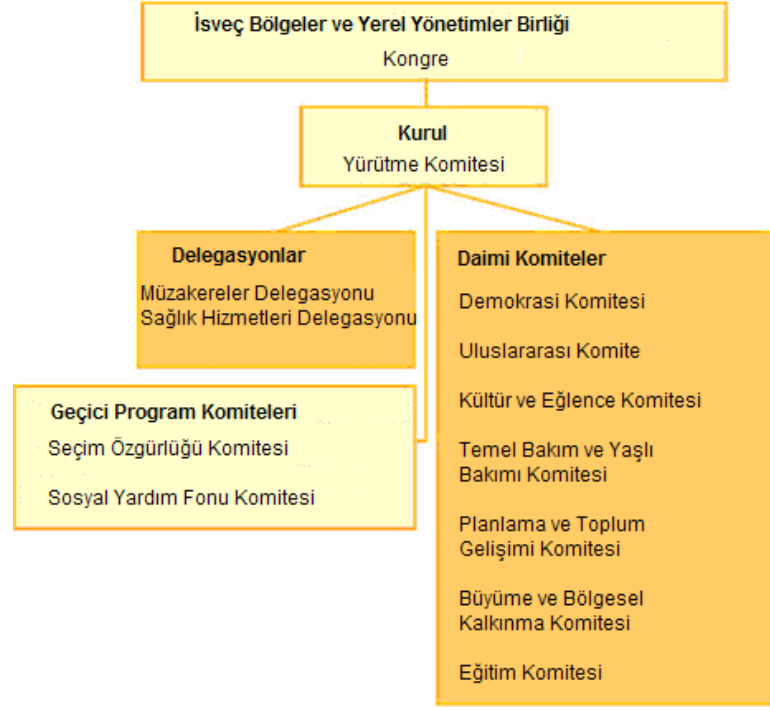 İsveç Bölgeler ve Yerel Yönetimler Birliği
Kongre
Kurul
Yürütme Komitesi
Delegasyonlar
Müzakereler Delegasyonu
Sağlık Hizmetleri Delegasyonu
Geçici Program Komiteleri
Seçim Özgürlüğü Komitesi
Sosyal Yardım Fonu Komitesi
Daimi Komiteler
Demokrasi Komitesi
Uluslararası Komite
Kültür ve Eğlence Komitesi
Temel Bakım ve Yaşlı
Bakımı Komitesi
Planlama ve Toplum
Gelişimi Komitesi
Büyüme ve Bölgesel
Kalkınma Komitesi
Eğitim Komitesi